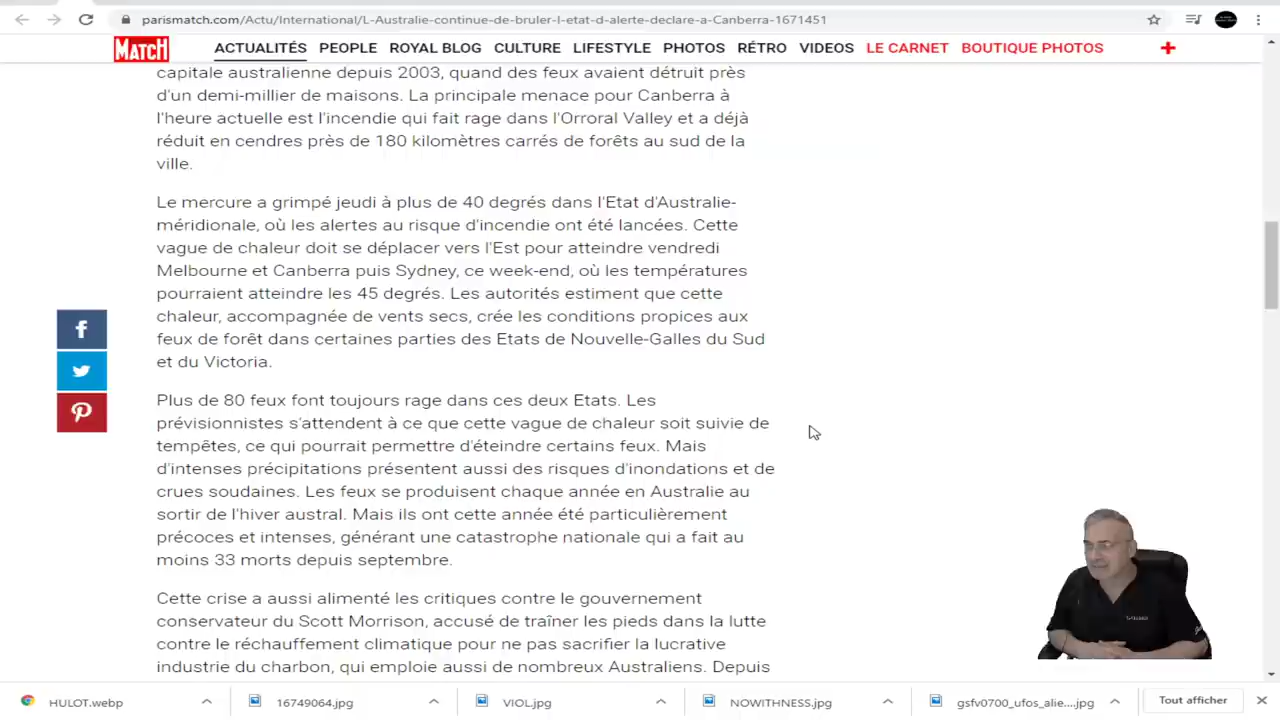 parismatch.com/Actu/International/L-Australie-continue-de-bruler-l-etat-d-alerte-declare-a-Canberra-1671451
MATCH ACTUALITÉS PEOPLE ROYAL BLOG CULTURE LIFESTYLE PHOTOS RÉTRO VIDEOS LE CARNET BOUTIQUE PHOTOS
capitale australienne depuis 2003, quand des feux avaient détruit près
d'un demi-millier de maisons. La principale menace pour Canberra à
l'heure actuelle est l'incendie qui fait rage dans l'Orroral Valley et a déjà
réduit en cendres près de 180 kilomètres carrés de forêts au sud de la
ville.
Le mercure a grimpé jeudi à plus de 40 degrés dans l'Etat d'Australie-
méridionale, où les alertes au risque d'incendie ont été lancées. Cette
vague de chaleur doit se déplacer vers l'Est pour atteindre vendredi
Melbourne et Canberra puis Sydney, ce week-end, où les températures
pourraient atteindre les 45 degrés. Les autorités estiment que cette
chaleur, accompagnée de vents secs, crée les conditions propices aux
feux de forêt dans certaines parties des Etats de Nouvelle-Galles du Sud
et du Victoria.
Plus de 80 feux font toujours rage dans ces deux Etats. Les
prévisionnistes s'attendent à ce que cette vague de chaleur soit suivie de
tempêtes, ce qui pourrait permettre d'éteindre certains feux. Mais
d'intenses précipitations présentent aussi des risques d'inondations et de
crues soudaines. Les feux se produisent chaque année en Australie au
sortir de l'hiver austral. Mais ils ont cette année été particulièrement
précoces et intenses, générant une catastrophe nationale qui a fait au
moins 33 morts depuis septembre.
Cette crise a aussi alimenté les critiques contre le gouvernement
conservateur du Scott Morrison, accusé de traîner les pieds dans la lutte
contre le réchauffement climatique pour ne pas sacrifier la lucrative
industrie du charbon, qui emploie aussi de nombreux Australiens. Depuis
HULOT.webp 16749064.jpg VIOL.jpg NOWITHNESS.jpg gsfv0700_ufos_alie....jpg Tout afficher